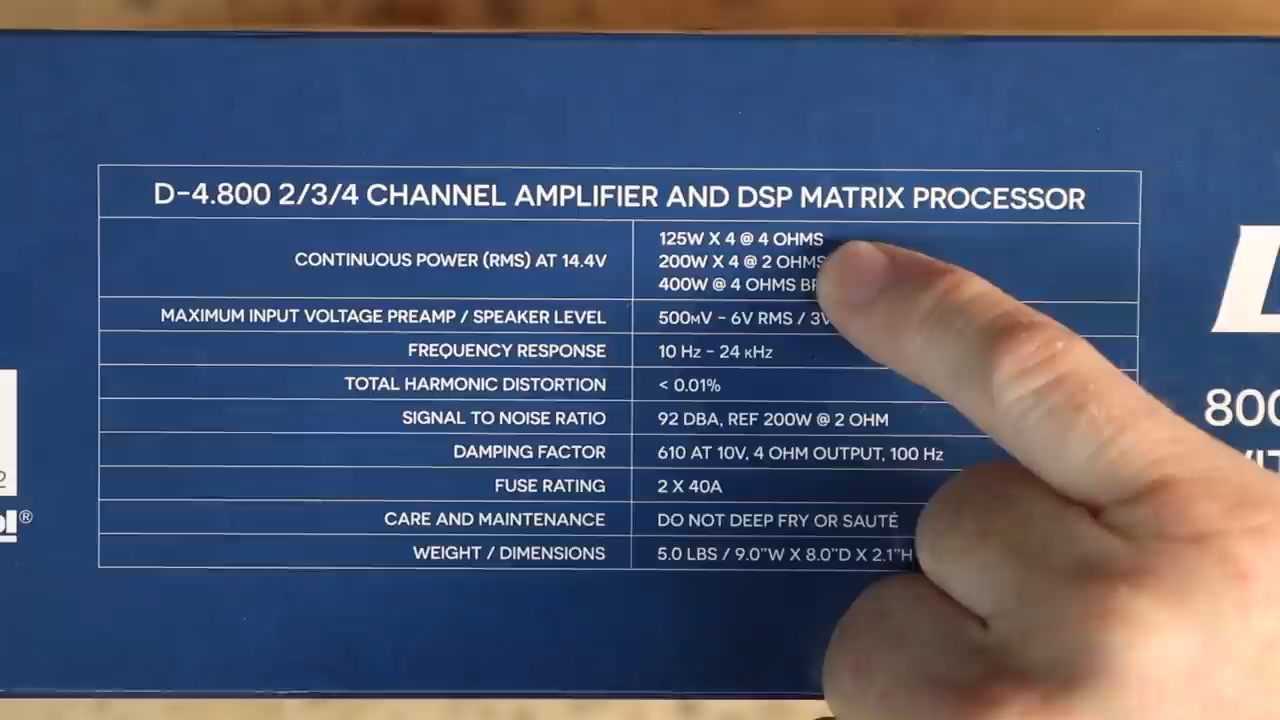 D-4.800 2/3/4 CHANNEL AMPLIFIER AND DSP MATRIX PROCESSOR
CONTINUOUS POWER (RMS) AT 14.4V
125W X 4 @ 4 OHMS
200W X 4 @ 2 OHMS
400W @ 4 OHMS
MAXIMUM INPUT VOLTAGE PREAMP / SPEAKER LEVEL
500MV - 6V RMS /
FREQUENCY RESPONSE
10 Hz - 24 KHz
TOTAL HARMONIC DISTORTION
< 0.01%
SIGNAL TO NOISE RATIO
92 DBA, REF 200W @ 2 OHM
DAMPING FACTOR
610 AT 10V, 4 OHM OUTPUT, 100 Hz
FUSE RATING
2 X 40A
CARE AND MAINTENANCE
DO NOT DEEP FRY OR SAUTÉ
WEIGHT / DIMENSIONS
5.0 LBS / 9.0"W X 8.0"D X 2.1"H